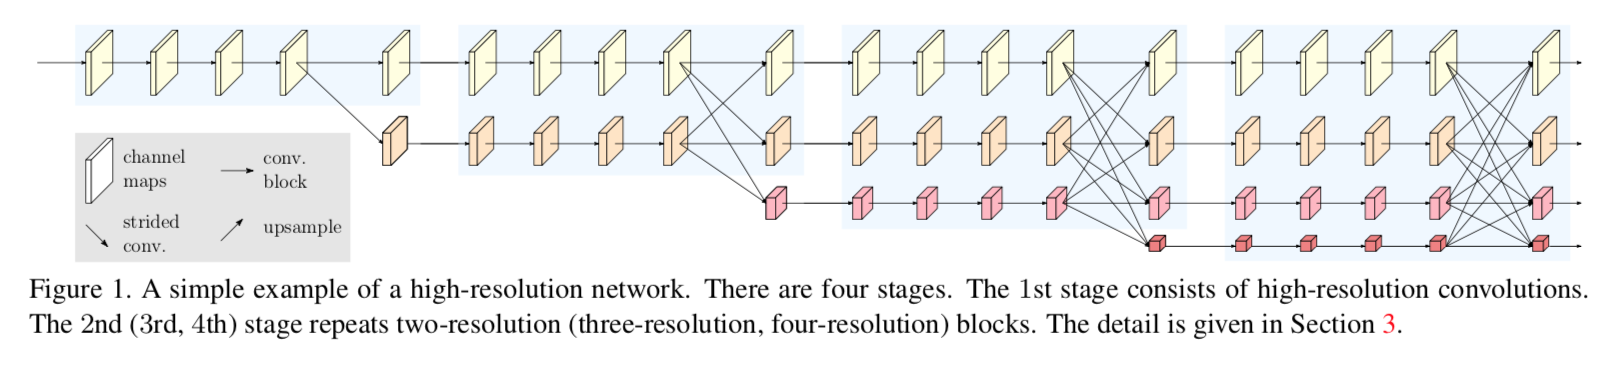 channel
maps
conv.
block
strided
conv.
upsample
Figure 1. A simple example of a high-resolution network. There are four stages. The 1st stage consists of high-resolution convolutions.
The 2nd (3rd, 4th) stage repeats two-resolution (three-resolution, four-resolution) blocks. The detail is given in Section 3.